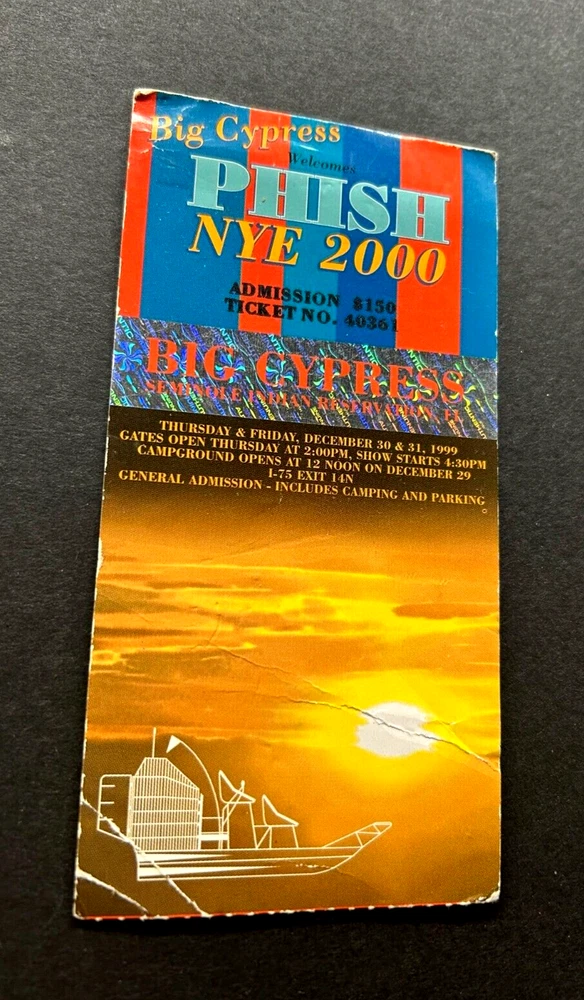 Big Cypress
Welcomes
PHISH
NYE 2000
ADMISSION $150
TICKET NO. 40361
BIG CYPRESS
SEMINOLE INDIAN RESERVATION, FL
THURSDAY & FRIDAY, DECEMBER 30 & 31, 1999
GATES OPEN THURSDAY AT 2:00PM, SHOW STARTS 4:30PM
CAMPGROUND OPENS AT 12 NOON ON DECEMBER 29
I-75 EXIT 14N
GENERAL ADMISSION - INCLUDES CAMPING AND PARKING